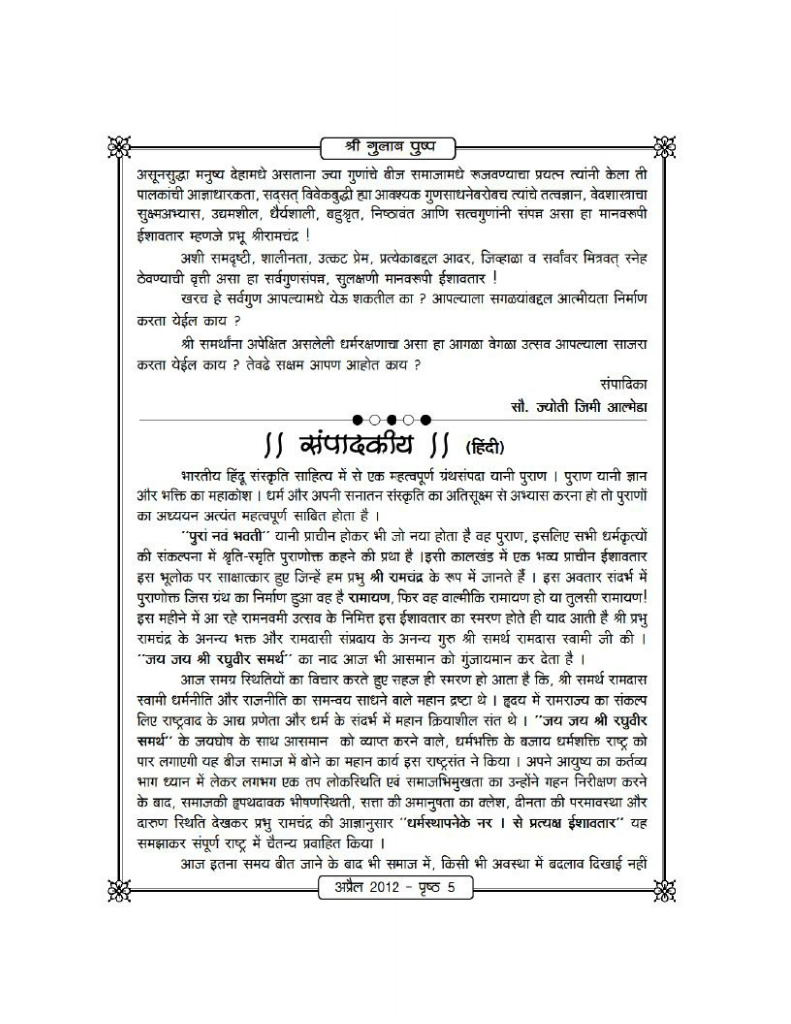 श्री गुलाब पुष्प
असूनसुद्धा मनुष्य देहामधे असताना ज्या गुणांचे बीज समाजामधे रूजवण्याचा प्रयत्न त्यांनी केला ती
पालकांची आज्ञाधारकता, सद्सत् विवेकबुद्धी ह्या आवश्यक गुणसाधनेबरोबच त्यांचे तत्वज्ञान, वेदशास्त्राचा
सुक्ष्मअभ्यास, उद्यमशील, धैर्यशाली, बहुश्रृत, निष्ठावंत आणि सत्वगुणांनी संपन्न असा हा मानवरूपी
ईशावतार म्हणजे प्रभू श्रीरामचंद्र !
अशी समदृष्टी, शालीनता, उत्कट प्रेम, प्रत्येकाबद्दल आदर, जिव्हाळा व सर्वांवर मित्रवत् स्नेह
ठेवण्याची वृत्ती असा हा सर्वगुणसंपन्न, सुलक्षणी मानवरूपी ईशावतार !
खरच हे सर्वगुण आपल्यामधे येऊ शकतील का ? आपल्याला सगळयांबद्दल आत्मीयता निर्माण
करता येईल काय ?
श्री समर्थांना अपेक्षित असलेली धर्मरक्षणाचा असा हा आगळा वेगळा उत्सव आपल्याला साजरा
करता येईल काय ? तेवढे सक्षम आपण आहोत काय ?
संपादिका
सौ. ज्योती जिमी आल्मेडा
|| संपादकीय || (हिंदी)
भारतीय हिंदू संस्कृति साहित्य में से एक महत्वपूर्ण ग्रंथसंपदा यानी पुराण । पुराण यानी ज्ञान
और भक्ति का महाकोश । धर्म और अपनी सनातन संस्कृति का अतिसूक्ष्म से अभ्यास करना हो तो पुराणों
का अध्ययन अत्यंत महत्वपूर्ण साबित होता है ।
“पुरां नवं भवती” यानी प्राचीन होकर भी जो नया होता है वह पुराण, इसलिए सभी धर्मकृत्यों
की संकल्पना में श्रृति-स्मृति पुराणोक्त कहने की प्रथा है ।इसी कालखंड में एक भव्य प्राचीन ईशावतार
इस भूलोक पर साक्षात्कार हुए जिन्हें हम प्रभु श्री रामचंद्र के रूप में जानते हैं । इस अवतार संदर्भ में
पुराणोक्त जिस ग्रंथ का निर्माण हुआ वह है रामायण, फिर वह वाल्मीकि रामायण हो या तुलसी रामायण!
इस महीने में आ रहे रामनवमी उत्सव के निमित्त इस ईशावतार का स्मरण होते ही याद आती है श्री प्रभु
रामचंद्र के अनन्य भक्त और रामदासी संप्रदाय के अनन्य गुरु श्री समर्थ रामदास स्वामी जी की ।
“जय जय श्री रघुवीर समर्थ” का नाद आज भी आसमान को गुंजायमान कर देता है ।
आज समग्र स्थितियों का विचार करते हुए सहज ही स्मरण हो आता है कि, श्री समर्थ रामदास
स्वामी धर्मनीति और राजनीति का समन्वय साधने बाले महान द्रष्टा थे । हृदय में रामराज्य का संकल्प
लिए राष्ट्रवाद के आद्य प्रणेता और धर्म के संदर्भ में महान क्रियाशील संत थे । “जय जय श्री रघुवीर
समर्थ” के जयघोष के साथ आसमान को व्याप्त करने वाले, धर्मभक्ति के बजाय धर्मशक्ति राष्ट्र को
पार लगाएगी यह बीज समाज में बोने का महान कार्य इस राष्ट्रसंत ने किया । अपने आयुष्य का कर्तव्य
भाग ध्यान में लेकर लगभग एक तप लोकस्थिति एवं समाजभिमुखता का उन्होंने गहन निरीक्षण करने
के बाद, समाजकी हृपथदावक भीषणस्थिती, सत्ता की अमानुषता का क्लेश, दीनता की परमावस्था और
दारुण स्थिति देखकर प्रभु रामचंद्र की आज्ञानुसार “धर्मस्थापनेके नर । से प्रत्यक्ष ईशावतार” यह
समझाकर संपूर्ण राष्ट्र में चैतन्य प्रवाहित किया ।
आज इतना समय बीत जाने के बाद भी समाज में, किसी भी अवस्था में बदलाव दिखाई नहीं
अप्रैल 2012 - पृष्ठ 5